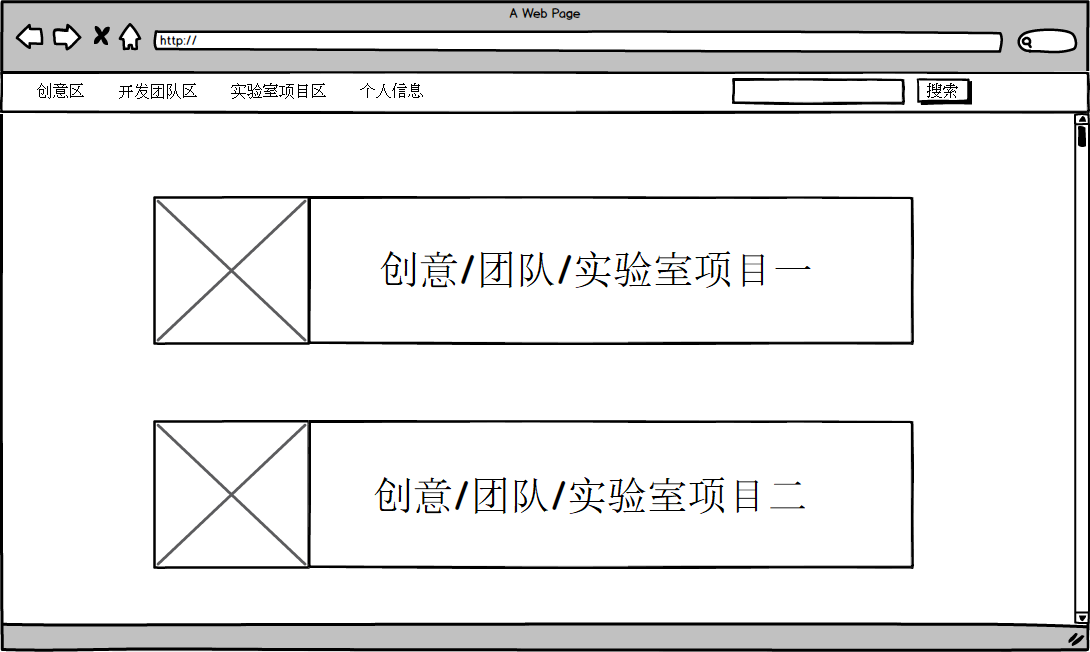 A Web Page
http://
创意区 开发团队区 实验室项目区 个人信息 搜索
创意/团队/实验室项目一
创意/团队/实验室项目二